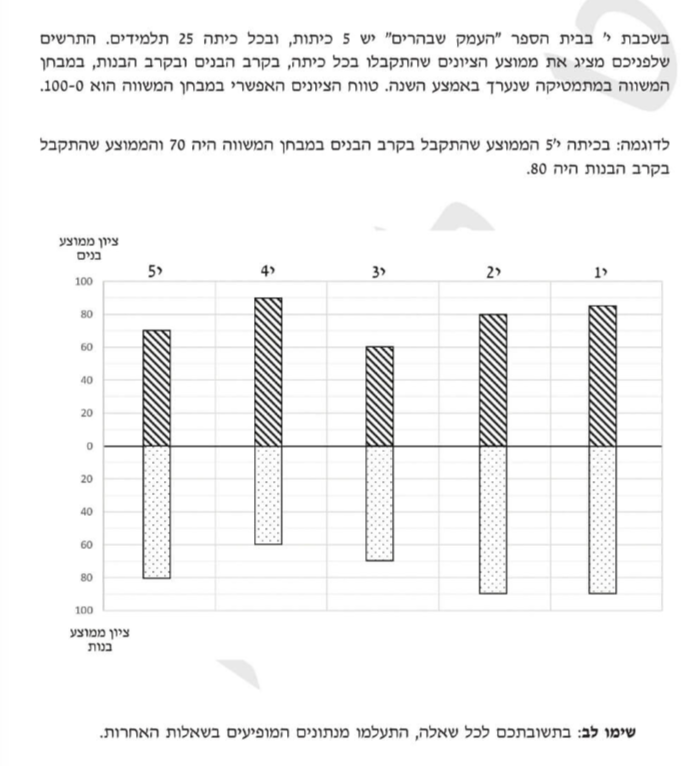 בשכבת י' בבית הספר "העמק שבהרים" יש 5 כיתות, ובכל כיתה 25 תלמידים. התרשים
שלפניכם מציג את ממוצע הציונים שהתקבלו בכל כיתה, בקרב הבנים ובקרב הבנות, במבחן
המשווה במתמטיקה שנערך באמצע השנה. טווח הציונים האפשרי במבחן המשווה הוא 100-0.
לדוגמה: בכיתה י'5 הממוצע שהתקבל בקרב הבנים במבחן המשווה היה 70 והממוצע שהתקבל
בקרב הבנות היה 80.
ציון ממוצע
בנים
י5 י4 י3 י2 י1
100
80
60
40
20
0
20
40
60
80
100
ציון ממוצע
בנות
שימו לב: בתשובתכם לכל שאלה, התעלמו מנתונים המופיעים בשאלות האחרות.